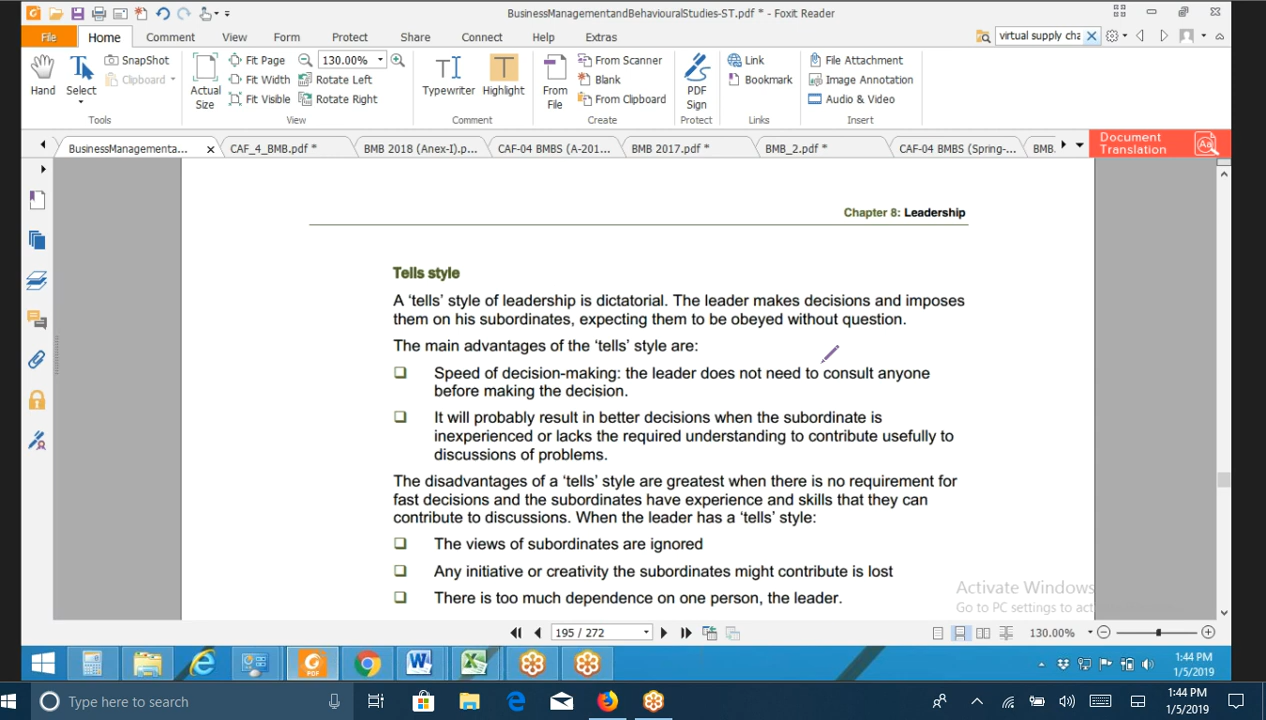 BusinessManagementandBehaviouralStudies-ST.pdf * - Foxit Reader
File Home Comment View Form Protect Share Connect Help Extras virtual supply cha
SnapShot Fit Page 130.00% From Scanner Link File Attachment
Clipboard Fit Width Rotate Left Blank Bookmark Image Annotation
Hand Select Actual Size Fit Visible Rotate Right Typewriter Highlight From File From Clipboard PDF Sign Audio & Video
Tools View Comment Create Protect Links Insert
BusinessManagementa... CAF_4_BMB.pdf * BMB 2018 (Anex-I).p... CAF-04 BMBS (A-201... BMB 2017.pdf * BMB_2.pdf * CAF-04 BMBS (Spring-... BMB.
Document
Translation
Chapter 8: Leadership
Tells style
A ‘tells’ style of leadership is dictatorial. The leader makes decisions and imposes
them on his subordinates, expecting them to be obeyed without question.
The main advantages of the ‘tells’ style are:
Speed of decision-making: the leader does not need to consult anyone
before making the decision.
It will probably result in better decisions when the subordinate is
inexperienced or lacks the required understanding to contribute usefully to
discussions of problems.
The disadvantages of a ‘tells’ style are greatest when there is no requirement for
fast decisions and the subordinates have experience and skills that they can
contribute to discussions. When the leader has a ‘tells’ style:
The views of subordinates are ignored
Any initiative or creativity the subordinates might contribute is lost
There is too much dependence on one person, the leader.
Activate Windows
Go to PC settings to act
195 / 272 130.00%
1:44 PM
1/5/2019
Type here to search
1:44 PM
1/5/2019